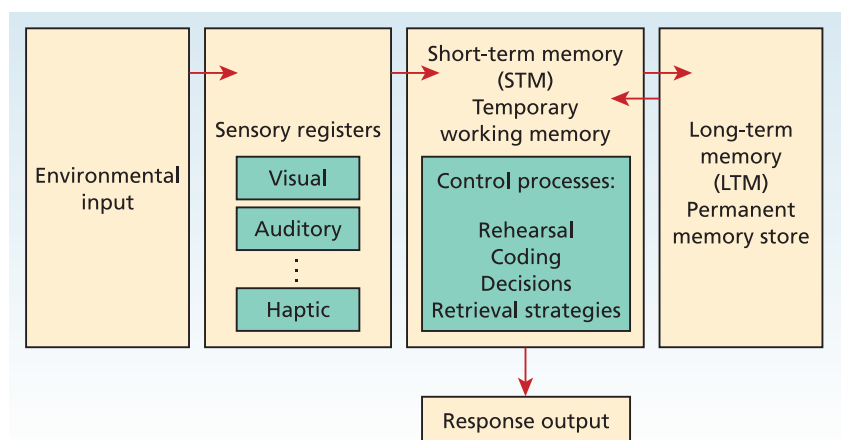 Environmental
input
Sensory registers
Visual
Auditory
Haptic
Short-term memory
(STM)
Temporary
working memory
Control processes:
Rehearsal
Coding
Decisions
Retrieval strategies
Long-term
memory
(LTM)
Permanent
memory store
Response output